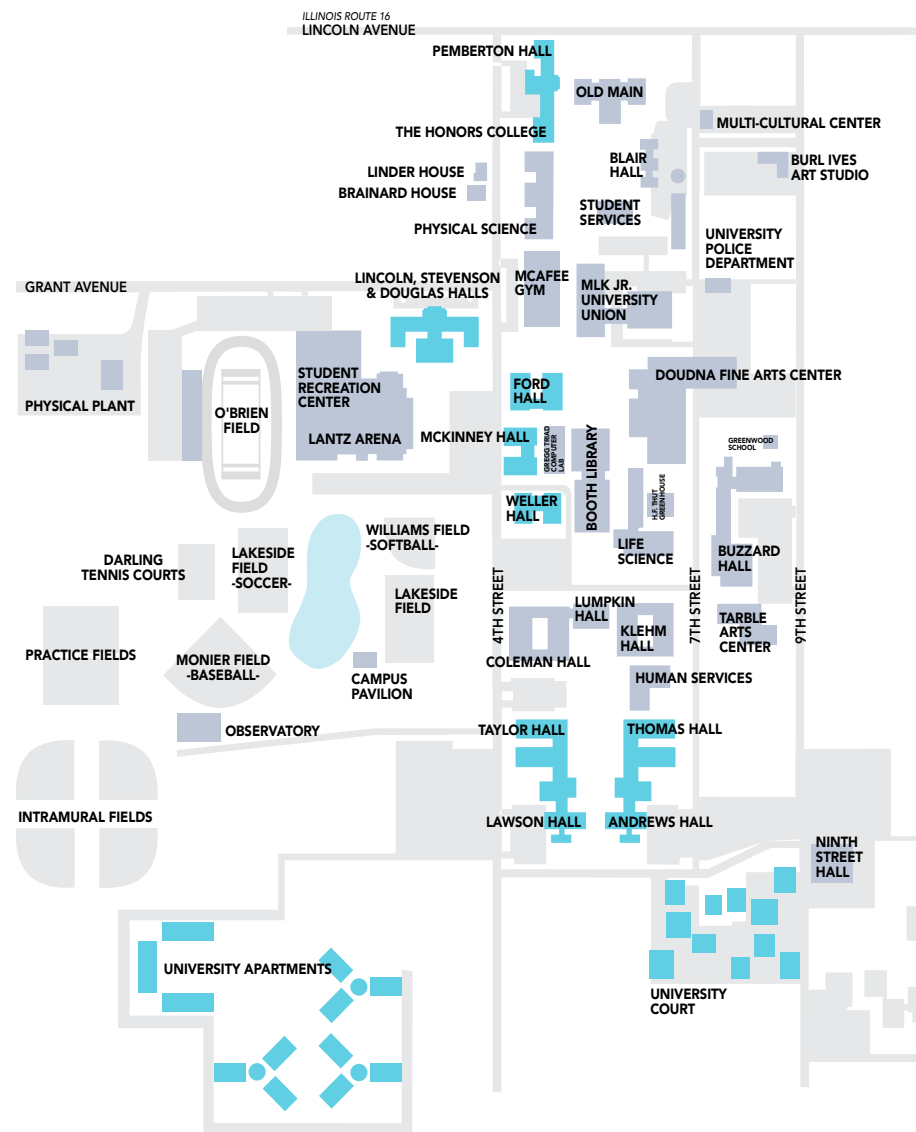 ILLINOIS ROUTE 16
LINCOLN AVENUE
PEMBERTON HALL
OLD MAIN
MULTI-CULTURAL CENTER
THE HONORS COLLEGE
BLAIR
HALL
BURL IVES
ART STUDIO
LINDER HOUSE
BRAINARD HOUSE
STUDENT
SERVICES
PHYSICAL SCIENCE
UNIVERSITY
POLICE
DEPARTMENT
GRANT AVENUE
LINCOLN, STEVENSON
& DOUGLAS HALLS
MCAFEE
GYM
MLK JR.
UNIVERSITY
UNION
STUDENT
RECREATION
CENTER
FORD
HALL
DOUDNA FINE ARTS CENTER
PHYSICAL PLANT
O'BRIEN
FIELD
LANTZ ARENA
MCKINNEY HALL
GREGG TRIAD
COMPUTER
LAB
BOOTH LIBRARY
GREENWOOD
SCHOOL
H.F. THUT
GREENHOUSE
WELLER
HALL
WILLIAMS FIELD
-SOFTBALL-
LIFE
SCIENCE
BUZZARD
HALL
DARLING
TENNIS COURTS
LAKESIDE
FIELD
-SOCCER-
LAKESIDE
FIELD
4TH STREET
7TH STREET
9TH STREET
LUMPKIN
HALL
KLEHM
HALL
TARBLE
ARTS
CENTER
PRACTICE FIELDS
MONIER FIELD
-BASEBALL-
COLEMAN HALL
CAMPUS
PAVILION
HUMAN SERVICES
OBSERVATORY
TAYLOR HALL
THOMAS HALL
INTRAMURAL FIELDS
LAWSON HALL
ANDREWS HALL
NINTH
STREET
HALL
UNIVERSITY APARTMENTS
UNIVERSITY
COURT